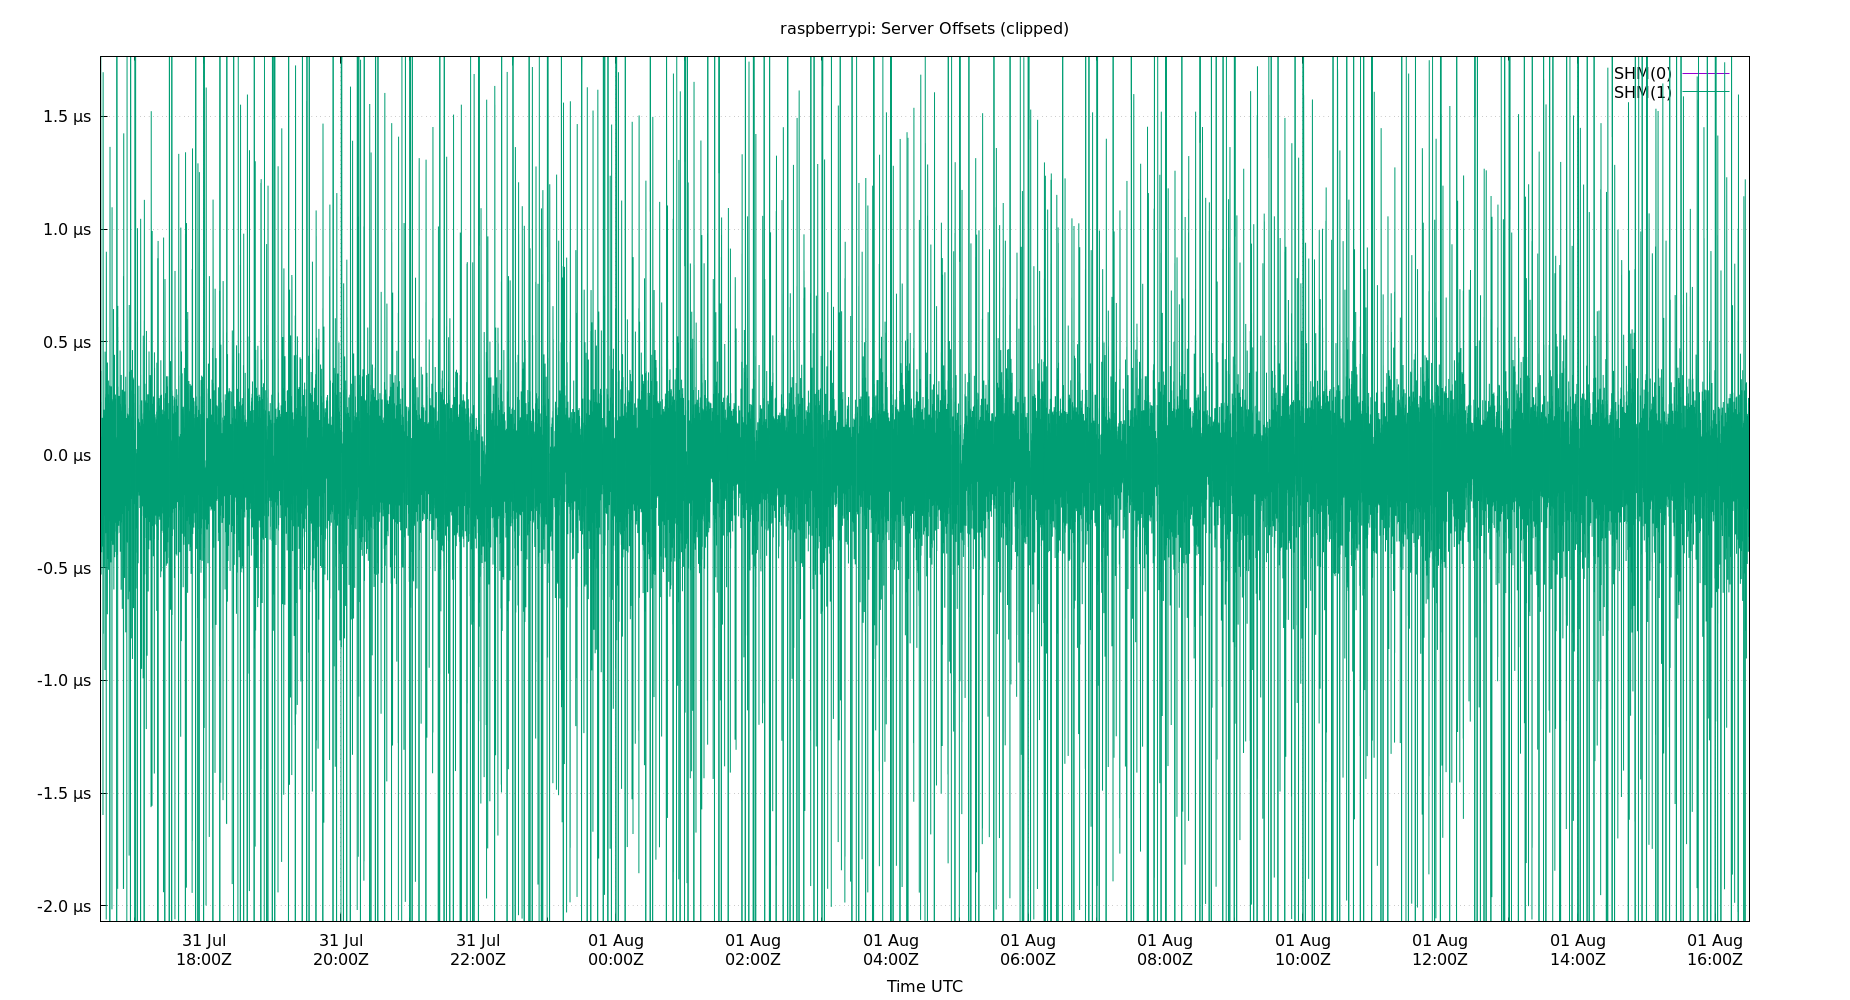 raspberrypi: Server Offsets (clipped)
SHM(0)
SHM(1)
1.5 µs
1.0 µs
0.5 µs
0.0 µs
-0.5 µs
-1.0 µs
-1.5 µs
-2.0 µs
31 Jul 31 Jul 31 Jul 01 Aug 01 Aug 01 Aug 01 Aug 01 Aug 01 Aug 01 Aug 01 Aug 01 Aug
18:00Z 20:00Z 22:00Z 00:00Z 02:00Z 04:00Z 06:00Z 08:00Z 10:00Z 12:00Z 14:00Z 16:00Z
Time UTC